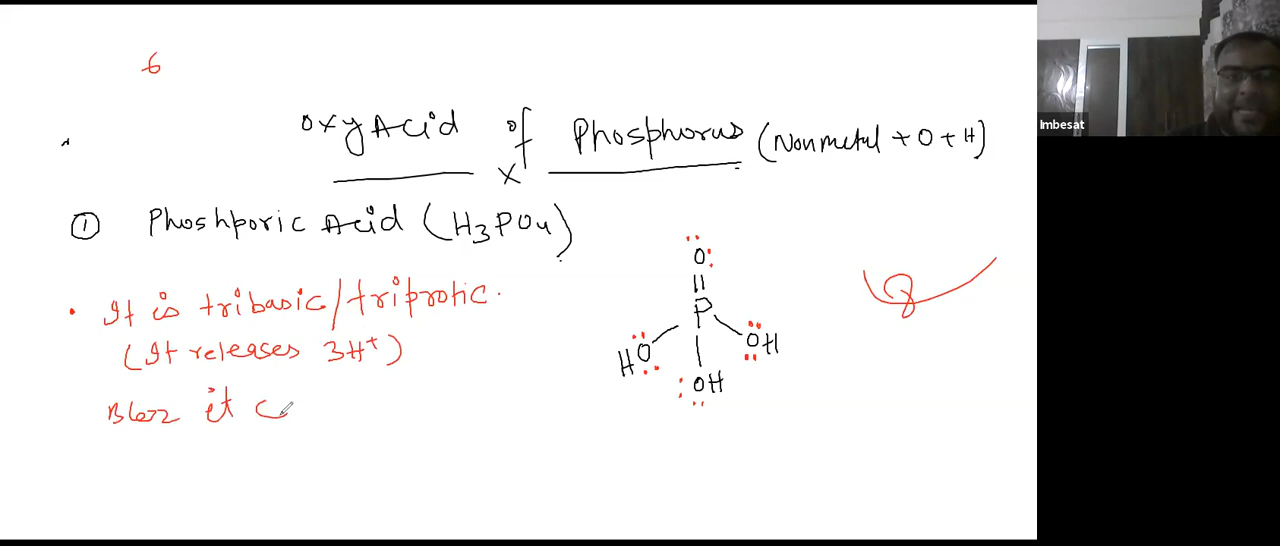 6
OxyAcid of Phosphorus (Nonmetal + O + H)
x
① Phoshporic Acid (H3PO4)
• It is tribasic/triprotic.
(It releases 3H+)
Bcoz it c
O
||
P
HO OH
OH
8
Imbesat